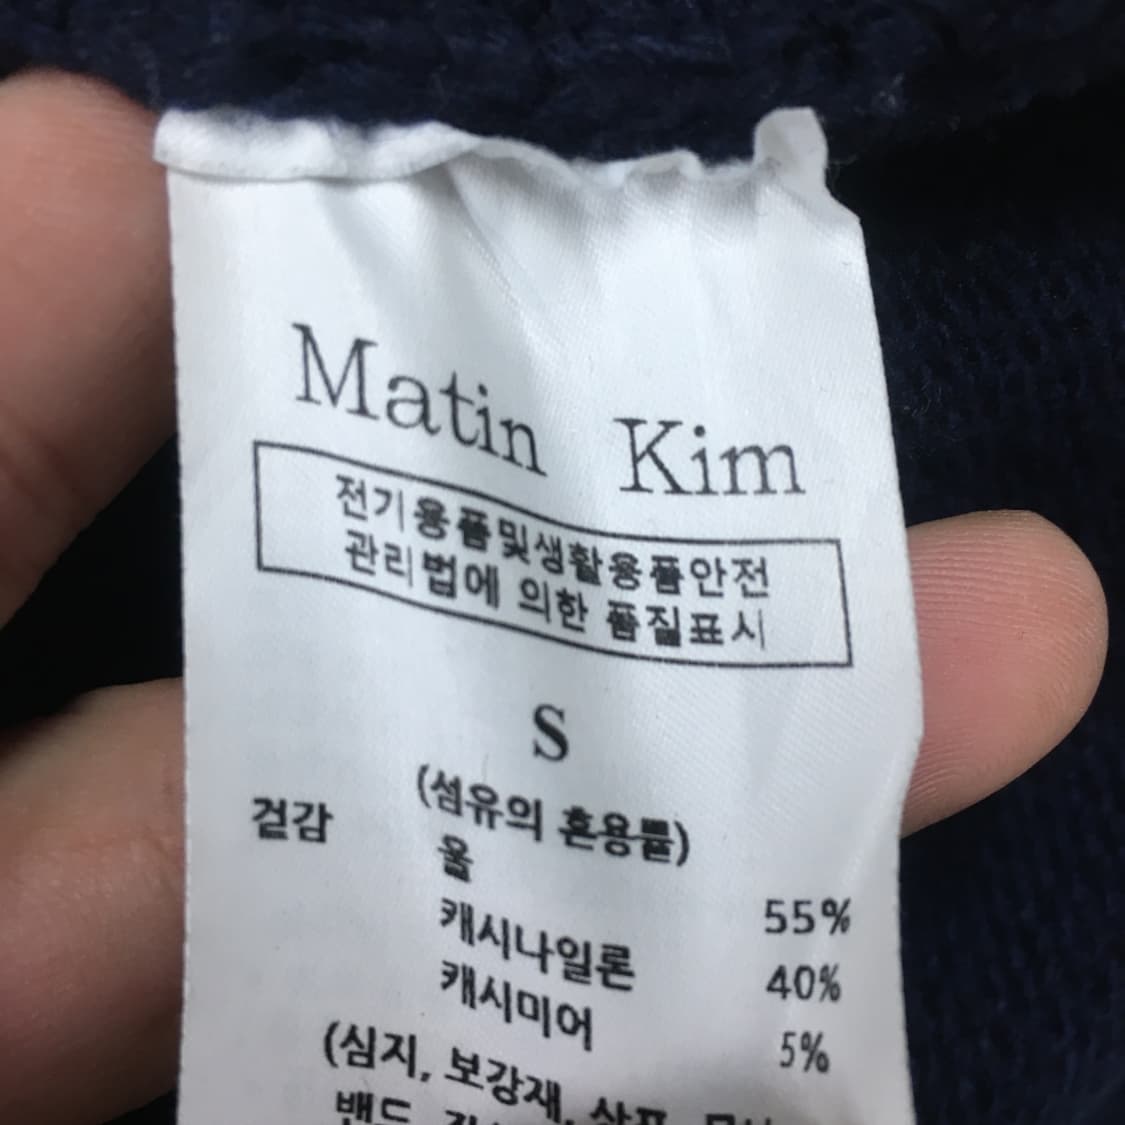 Matin Kim
전기용품및생활용품안전
관리법에 의한 품질표시
S
(섬유의 혼용률)
겉감 울 55%
캐시나일론 40%
캐시미어 5%
(심지, 보강재,